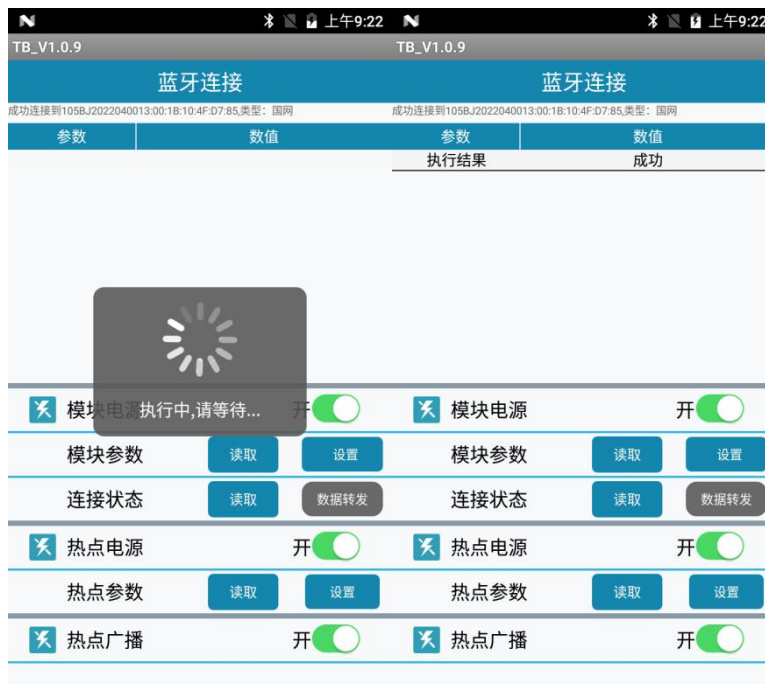 上午9:22
TB_V1.0.9
蓝牙连接
成功连接到105BJ2022040013:00:1B:10:4F:D7:85,类型：国网
参数 数值
执行中,请等待...
模块电源 开
模块参数 读取 设置
连接状态 读取 数据转发
热点电源 开
热点参数 读取 设置
热点广播 开
上午9:22
TB_V1.0.9
蓝牙连接
成功连接到105BJ2022040013:00:1B:10:4F:D7:85,类型：国网
参数 数值
执行结果 成功
模块电源 开
模块参数 读取 设置
连接状态 读取 数据转发
热点电源 开
热点参数 读取 设置
热点广播 开